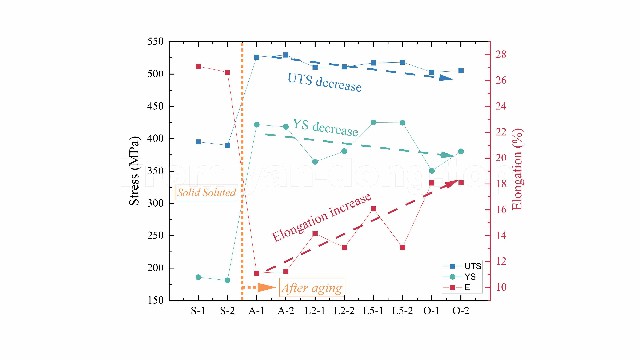 550
500
450
400
350
300
250
200
150
Stress (MPa)
28
26
24
22
20
18
16
14
12
10
Elongation (%)
UTS decrease
YS decrease
Elongation increase
Solid Soluted
After aging
UTS
YS
E
S-1
S-2
A-1
A-2
1.2-1
1.2-2
1.5-1
1.5-2
O-1
O-2